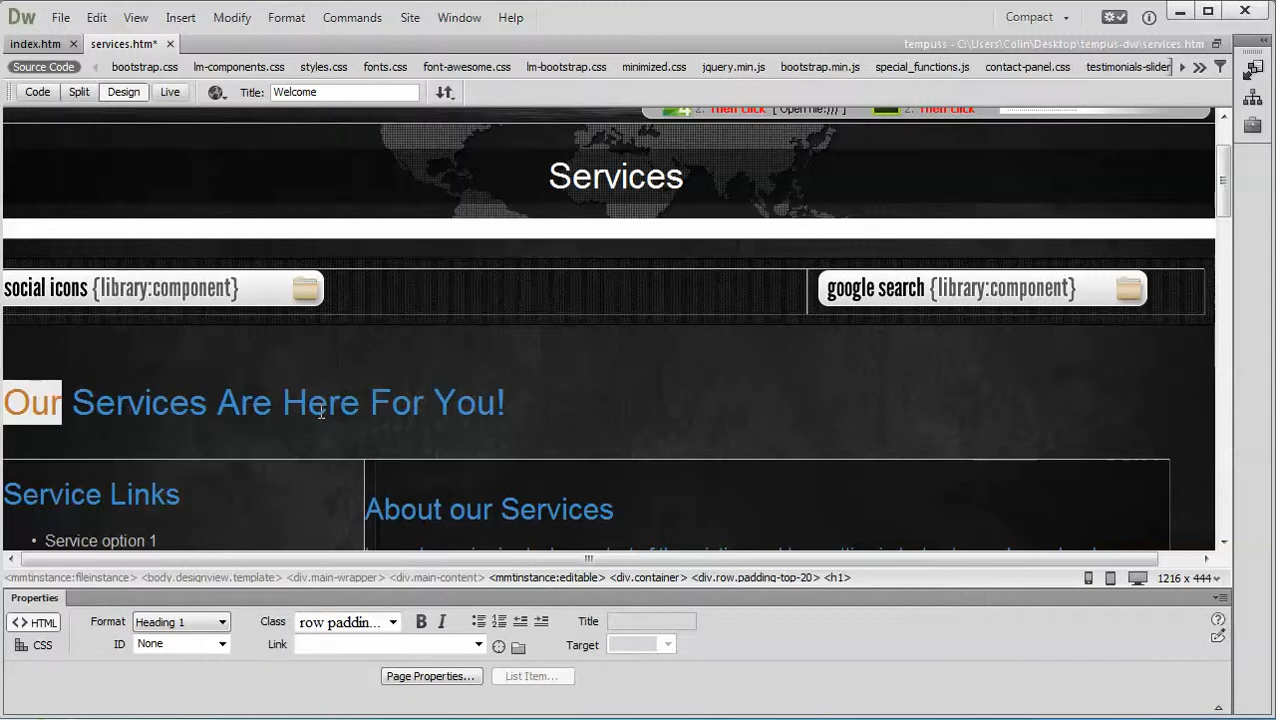 Dw File Edit View Insert Modify Format Commands Site Window Help Compact
index.htm services.htm* tempuss - C:\Users\Colin\Desktop\tempus-dw\services.htm
Source Code bootstrap.css lm-components.css styles.css fonts.css font-awesome.css lm-bootstrap.css minimized.css jquery.min.js bootstrap.min.js special_functions.js contact-panel.css testimonials-slider
Code Split Design Live Title: Welcome
2. Then click [ Open file:/// ] 2. Then click
Services
social icons {library:component} google search {library:component}
Our Services Are Here For You!
Service Links
About our Services
• Service option 1
<mmtinstance:fileinstance> <body.designview.template> <div.main-wrapper> <div.main-content> <mmtinstance:editable> <div.container> <div.row.padding-top-20> <h1> 1216 x 444
Properties
<> HTML Format Heading 1 Class row paddin... B I Title
CSS ID None Link Target
Page Properties... List Item...